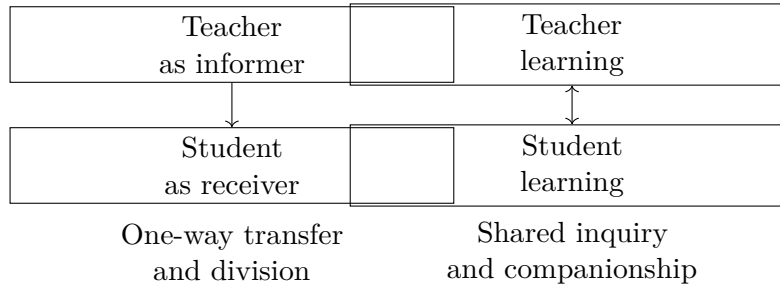 Teacher
as informer
Teacher
learning
Student
as receiver
Student
learning
One-way transfer
and division
Shared inquiry
and companionship